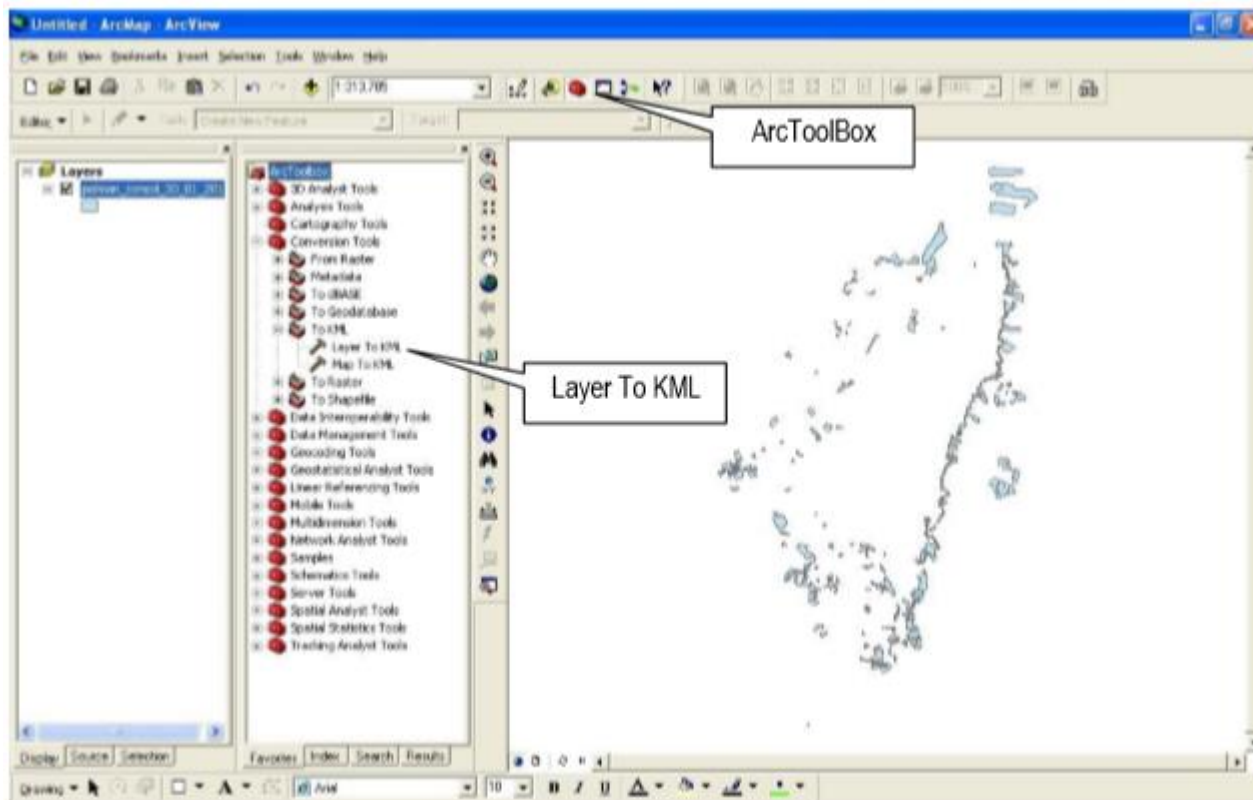 Untitled - ArcMap - ArcView
File Edit View Bookmarks Insert Selection Tools Window Help
1:313,785
100%
Editor
Create New Feature
Target:
ArcToolBox
Layers
ArcToolbox
3D Analyst Tools
Analysis Tools
Cartography Tools
Conversion Tools
From Raster
Metadata
To dBASE
To Geodatabase
To KML
Layer To KML
Map To KML
To Raster
To Shapefile
Layer To KML
Data Interoperability Tools
Data Management Tools
Geocoding Tools
Geostatistical Analyst Tools
Linear Referencing Tools
Mobile Tools
Multidimension Tools
Network Analyst Tools
Samples
Schematics Tools
Server Tools
Spatial Analyst Tools
Spatial Statistics Tools
Tracking Analyst Tools
Display Source Selection
Favorites Index Search Results
Drawing A Arial 10 B I U A